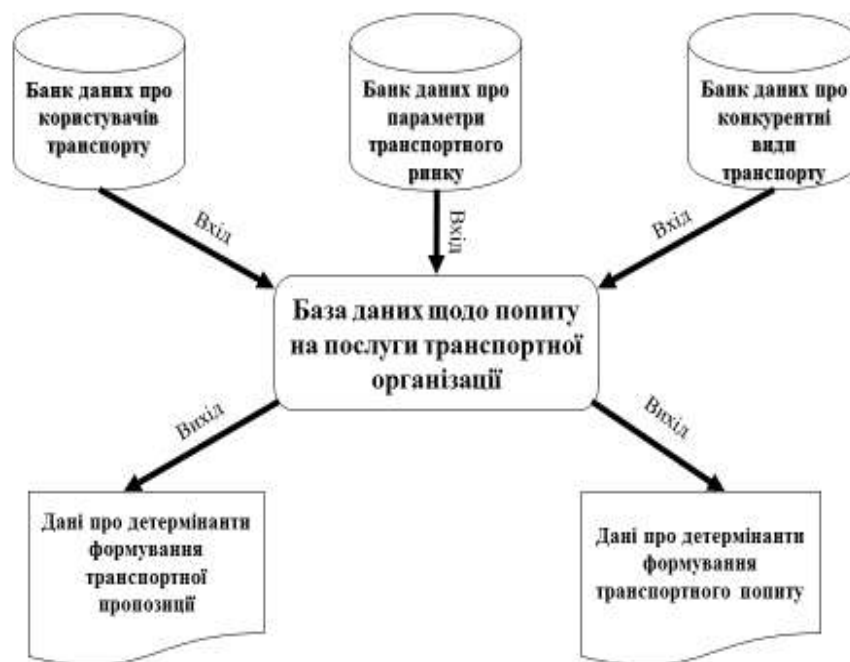 Банк даних про
користувачів
транспорту
Банк даних про
параметри
транспортного
ринку
Банк даних про
конкурентні
види
транспорту
Вхід
Вхід
Вхід
База даних щодо попиту
на послуги транспортної
організації
Вихід
Вихід
Дані про детермінанти
формування
транспортної
пропозиції
Дані про детермінанти
формування
транспортного попиту